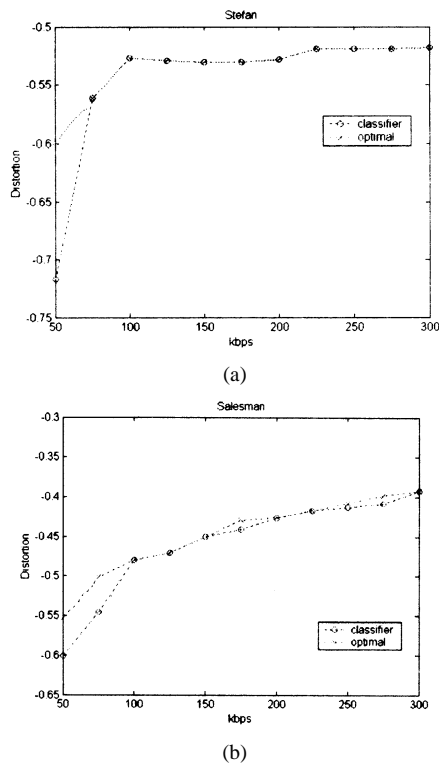 Stefan
-0.5
-0.55
-0.6
-0.65
-0.7
-0.75
Distortion
classifier
optimal
50 100 150 200 250 300
kbps
(a)
Salesman
-0.3
-0.35
-0.4
-0.45
-0.5
-0.55
-0.6
-0.65
Distortion
classifier
optimal
50 100 150 200 250 300
kbps
(b)